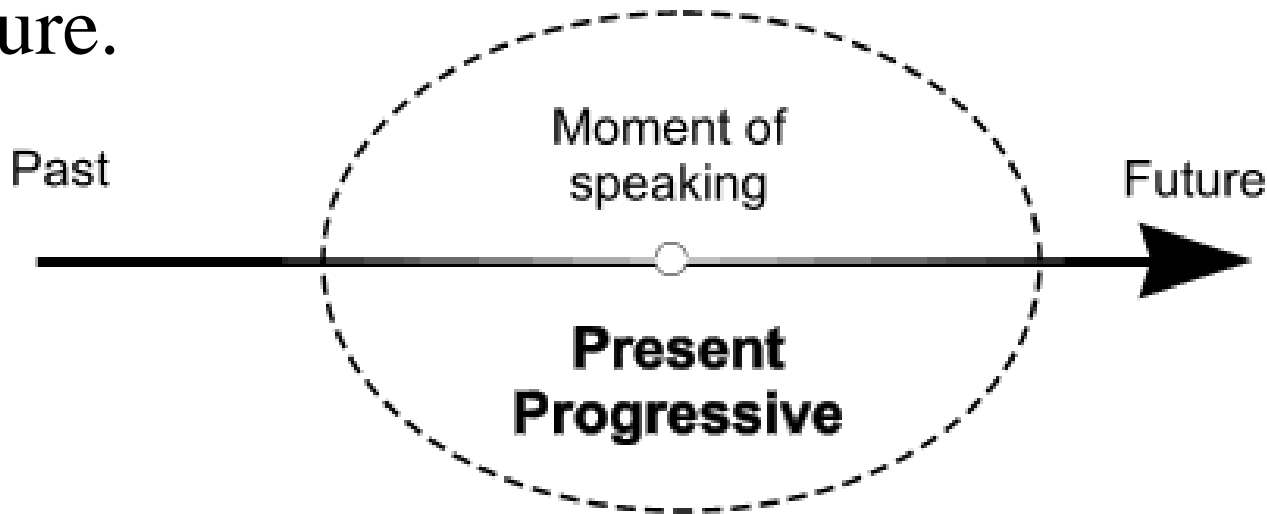 ure.
Moment of
speaking
Past
Future
Present
Progressive